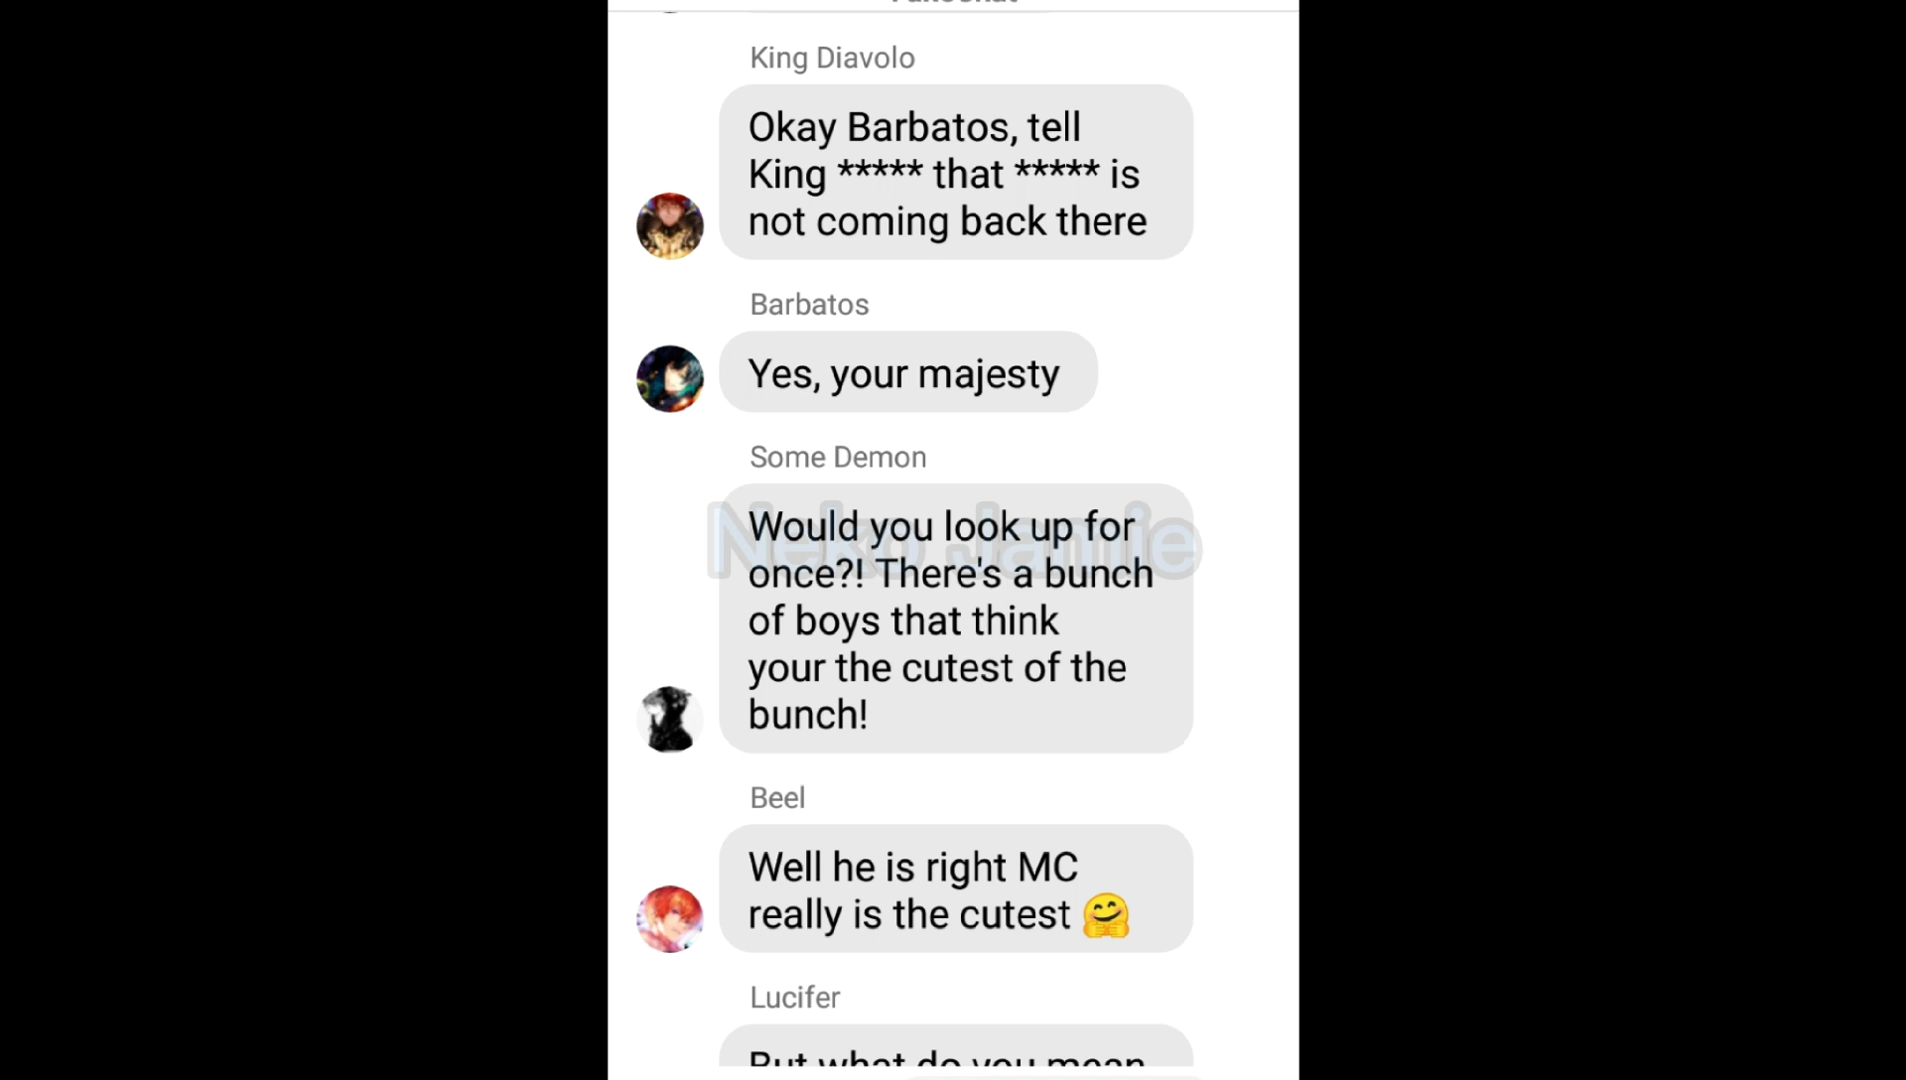 King Diavolo
Okay Barbatos, tell
King ***** that ***** is
not coming back there
Barbatos
Yes, your majesty
Some Demon
Neko Jamie
Would you look up for
once?! There's a bunch
of boys that think
your the cutest of the
bunch!
Beel
Well he is right MC
really is the cutest 🤗
Lucifer
But what do you mean